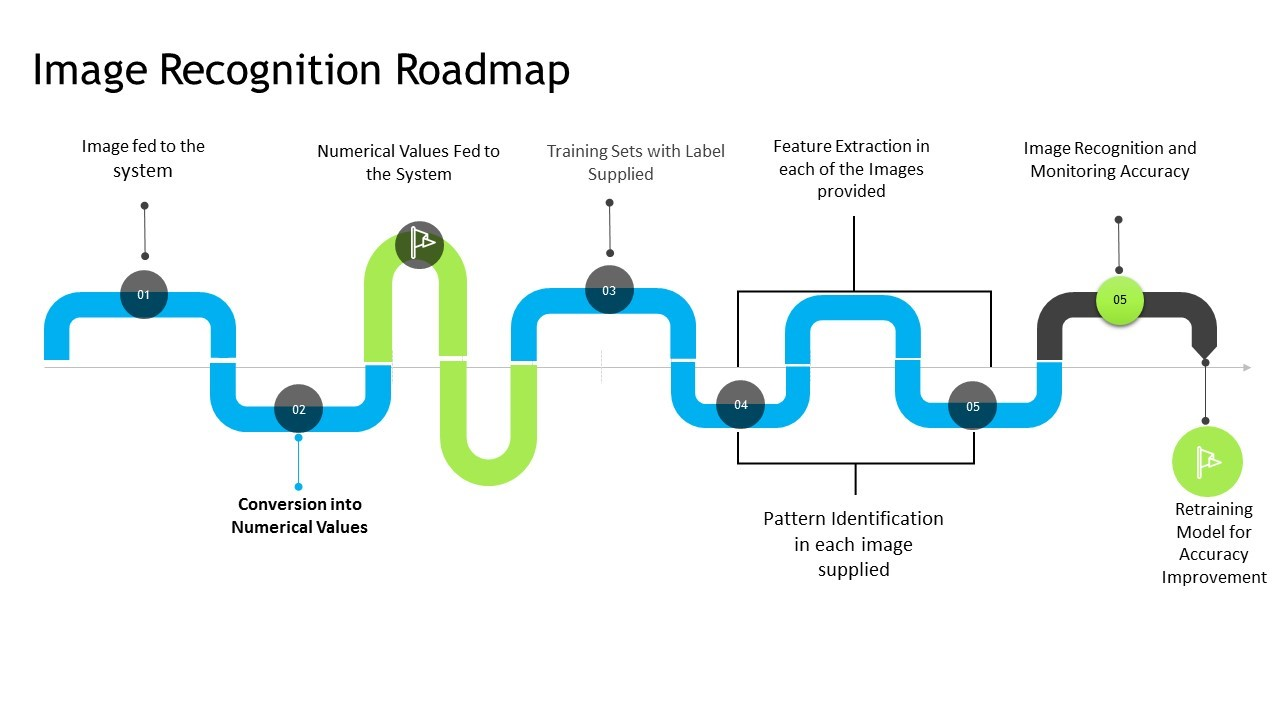 Image Recognition Roadmap
Image fed to the
system
Numerical Values Fed to
the System
Training Sets with Label
Supplied
Feature Extraction in
each of the Images
provided
Image Recognition and
Monitoring Accuracy
01
03
05
02
04
05
Conversion into
Numerical Values
Pattern Identification
in each image
supplied
Retraining
Model for
Accuracy
Improvement